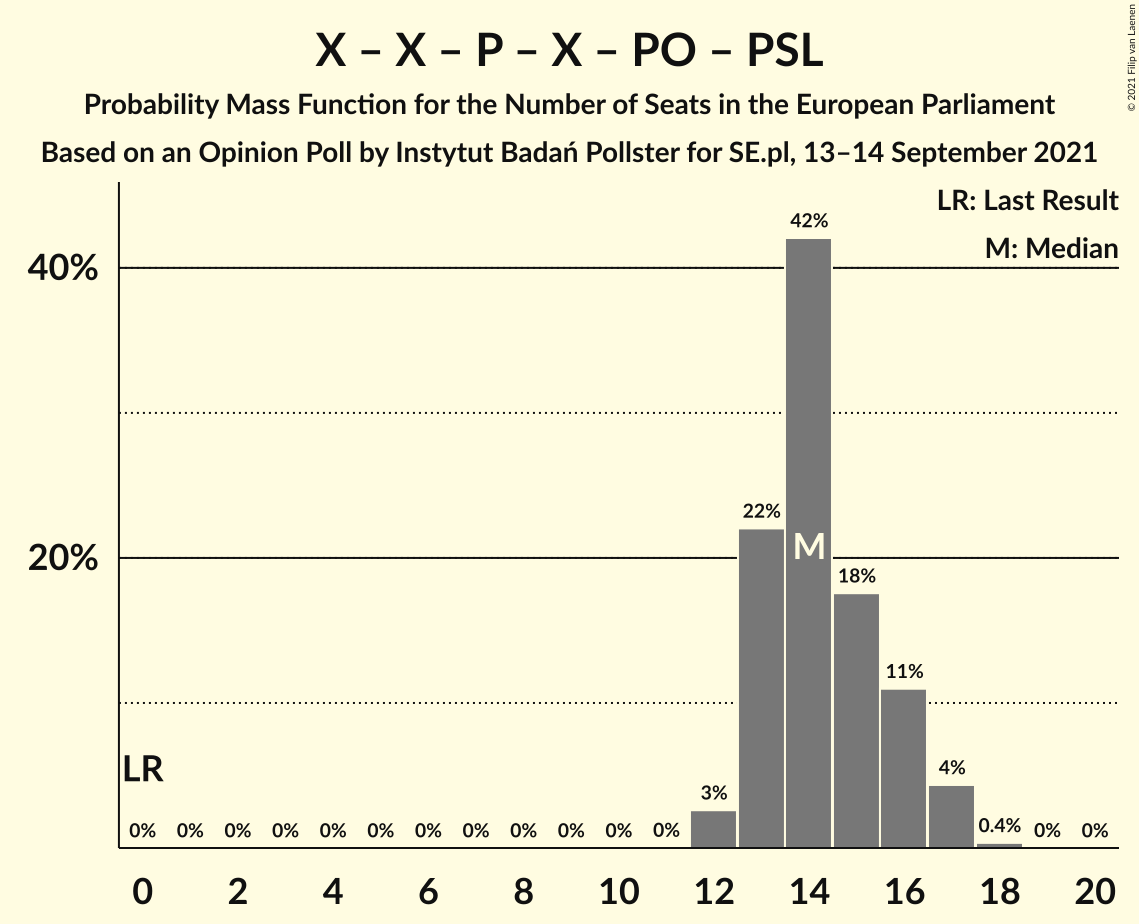 X – X – P – X – PO – PSL
Probability Mass Function for the Number of Seats in the European Parliament
Based on an Opinion Poll by Instytut Badań Pollster for SE.pl, 13–14 September 2021
© 2021 Filip van Laenen
LR: Last Result
M: Median
40%
20%
42%
22%
M
18%
11%
4%
3%
0.4%
LR
0% 0% 0% 0% 0% 0% 0% 0% 0% 0% 0% 0% 0% 0%
0 2 4 6 8 10 12 14 16 18 20